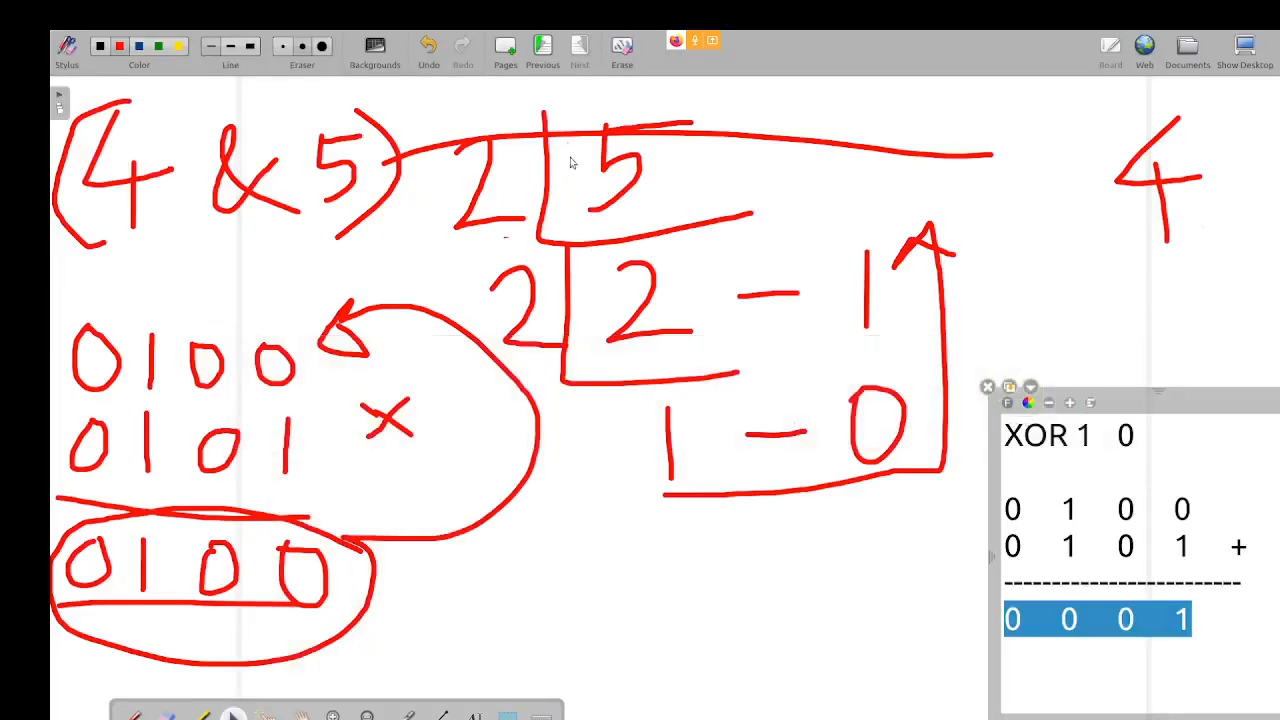 Stylus Color Line Eraser Backgrounds Undo Redo Pages Previous Next Erase Board Web Documents Show Desktop
(4 & 5) 2 5 4
2 2 - 1
1 - 0
0100
0101 ×
0100
F
XOR 1 0
0 1 0 0
0 1 0 1 +
-----------------------
0 0 0 1